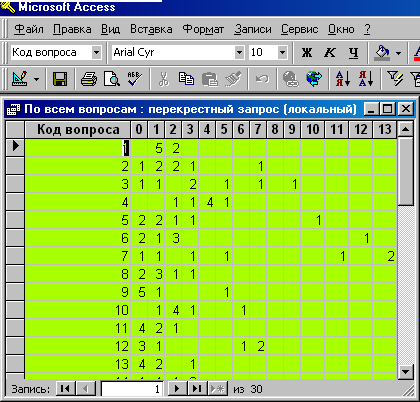 Microsoft Access
Файл Правка Вид Вставка Формат Записи Сервис Окно ?
Код вопроса Arial Cyr 10 Ж К Ч
По всем вопросам : перекрестный запрос (локальный)
Код вопроса 0 1 2 3 4 5 6 7 8 9 10 11 12 13
1 5 2
2 1 2 2 1 1
3 1 1 2 1 1 1
4 1 1 4 1
5 2 2 1 1 1
6 2 1 3 1
7 1 1 1 1 1 2
8 2 3 1 1
9 5 1 1
10 1 4 1 1
11 4 2 1
12 3 1 1 2
13 4 2 1
Запись: 1 из 30